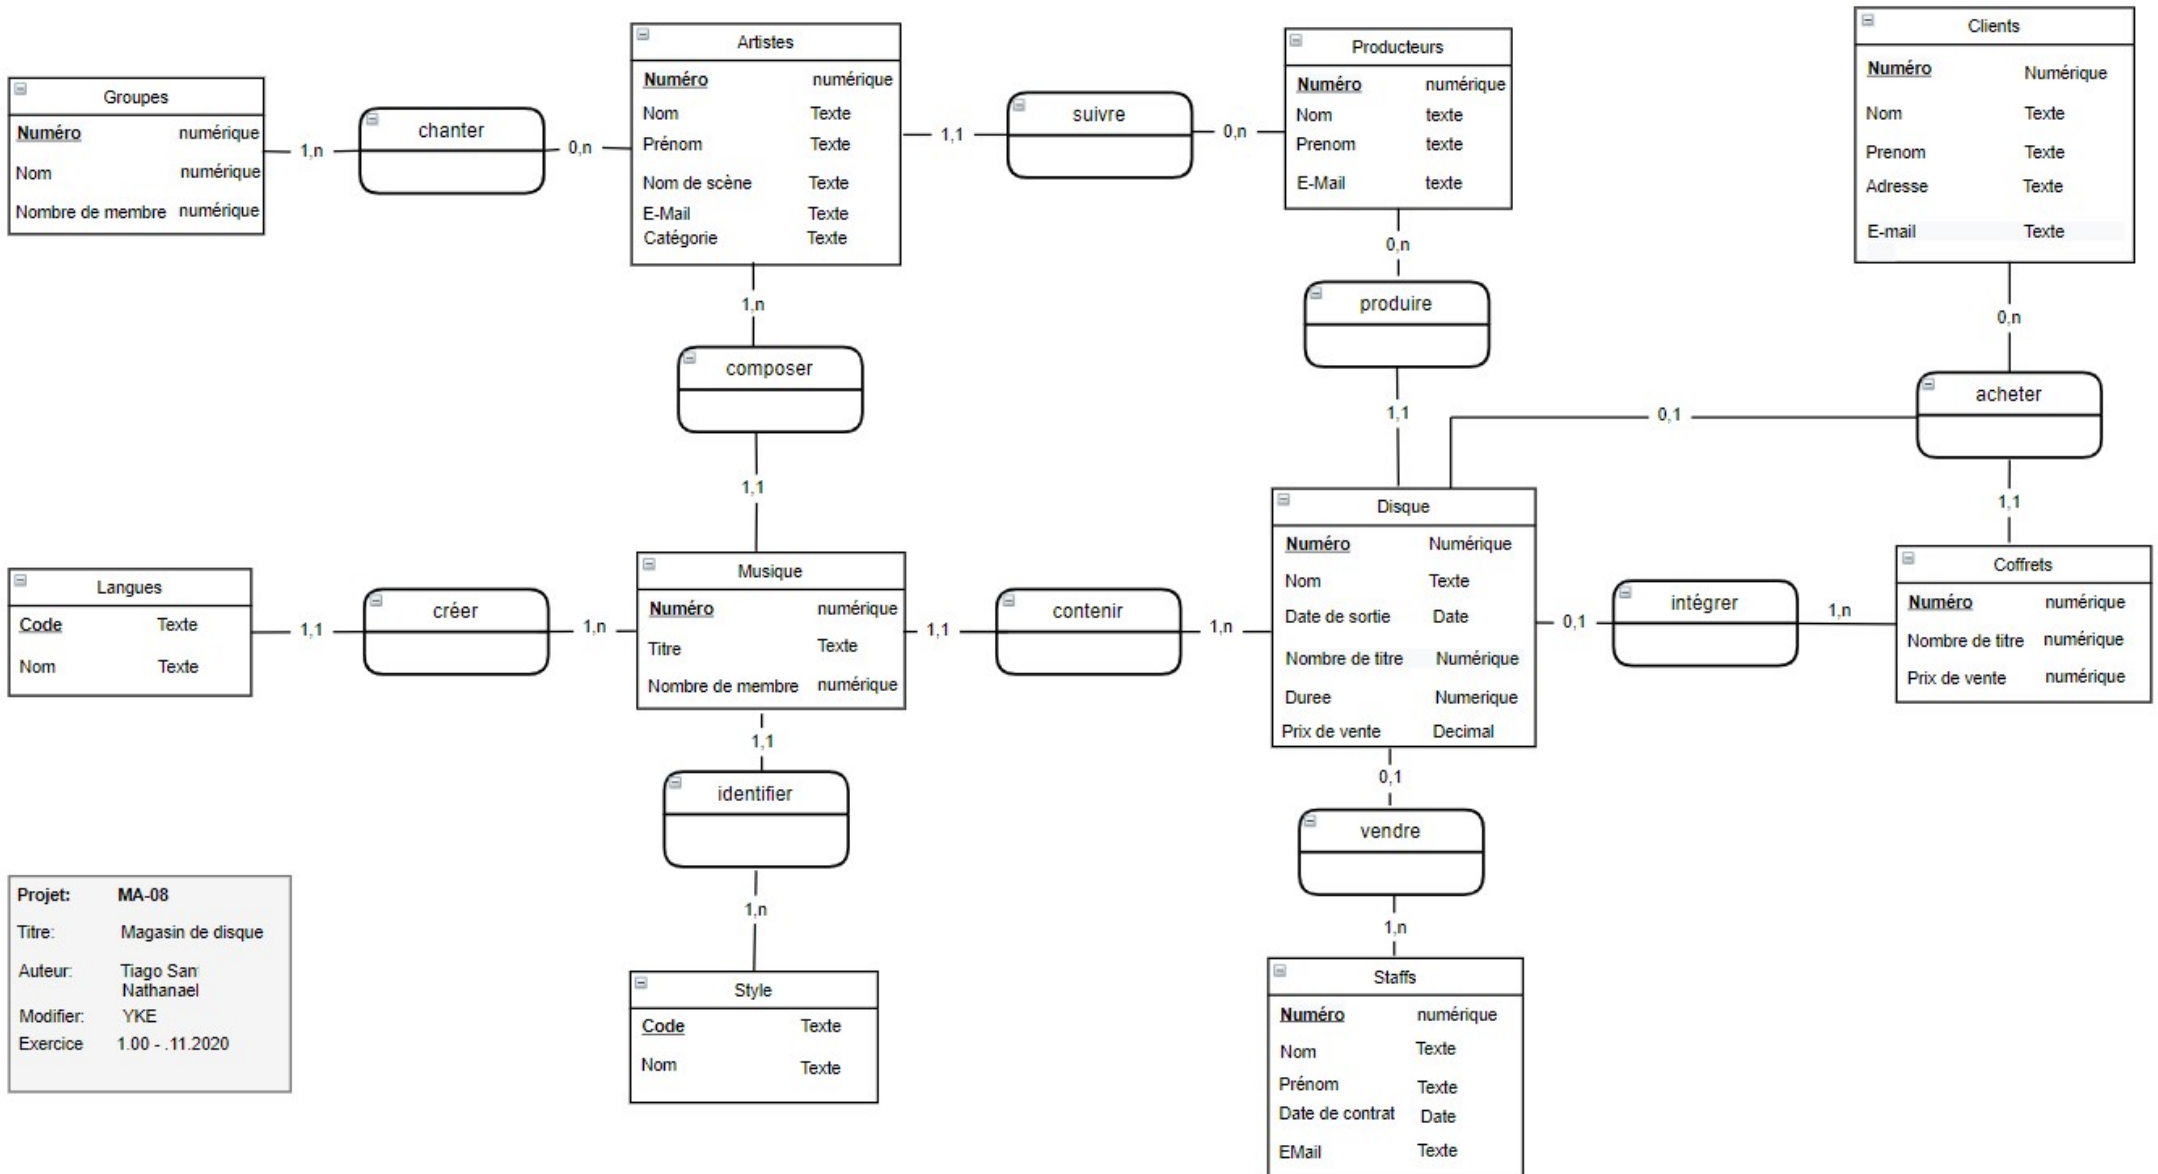 Groupes
Numéro numérique
Nom numérique
Nombre de membre numérique
1,n
chanter
0,n
Artistes
Numéro numérique
Nom Texte
Prénom Texte
Nom de scène Texte
E-Mail Texte
Catégorie Texte
1,1
suivre
0,n
Producteurs
Numéro numérique
Nom texte
Prenom texte
E-Mail texte
Clients
Numéro Numérique
Nom Texte
Prenom Texte
Adresse Texte
E-mail Texte
1,n
composer
1,1
0,n
produire
1,1
0,n
acheter
0,1
1,1
Langues
Code Texte
Nom Texte
1,1
créer
1,n
Musique
Numéro numérique
Titre Texte
Nombre de membre numérique
1,1
contenir
1,n
Disque
Numéro Numérique
Nom Texte
Date de sortie Date
Nombre de titre Numérique
Duree Numerique
Prix de vente Decimal
0,1
intégrer
1,n
Coffrets
Numéro numérique
Nombre de titre numérique
Prix de vente numérique
1,1
identifier
1,n
Style
Code Texte
Nom Texte
0,1
vendre
1,n
Staffs
Numéro numérique
Nom Texte
Prénom Texte
Date de contrat Date
EMail Texte
Projet: MA-08
Titre: Magasin de disque
Auteur: Tiago San
Nathanael
Modifier: YKE
Exercice 1.00 - .11.2020